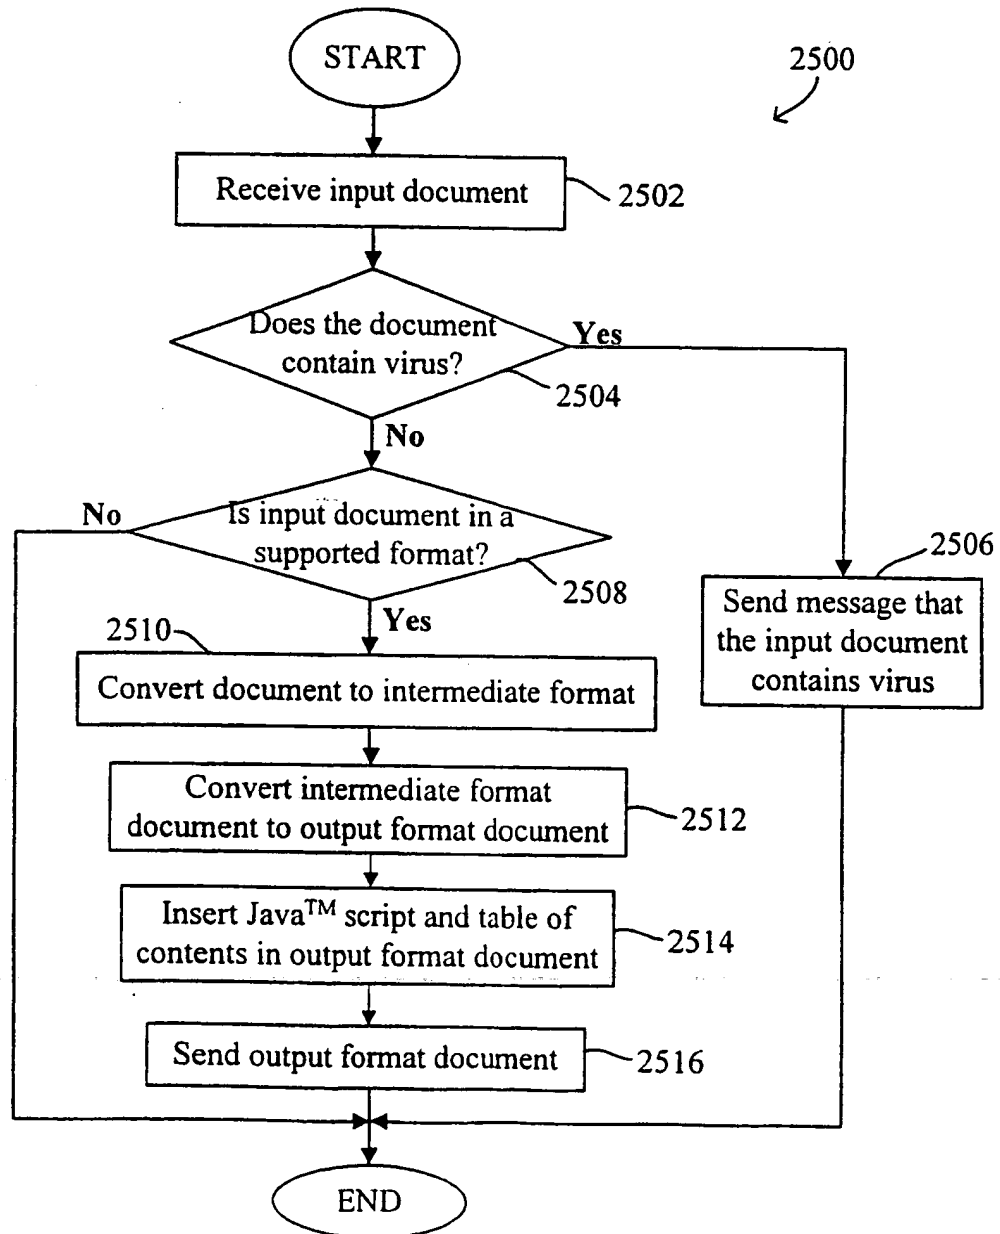 START
2500
Receive input document
2502
Does the document
contain virus?
Yes
2504
No
Is input document in a
supported format?
No
2508
Yes
2506
Send message that
the input document
contains virus
2510
Convert document to intermediate format
Convert intermediate format
document to output format document
2512
Insert Java™ script and table of
contents in output format document
2514
Send output format document
2516
END